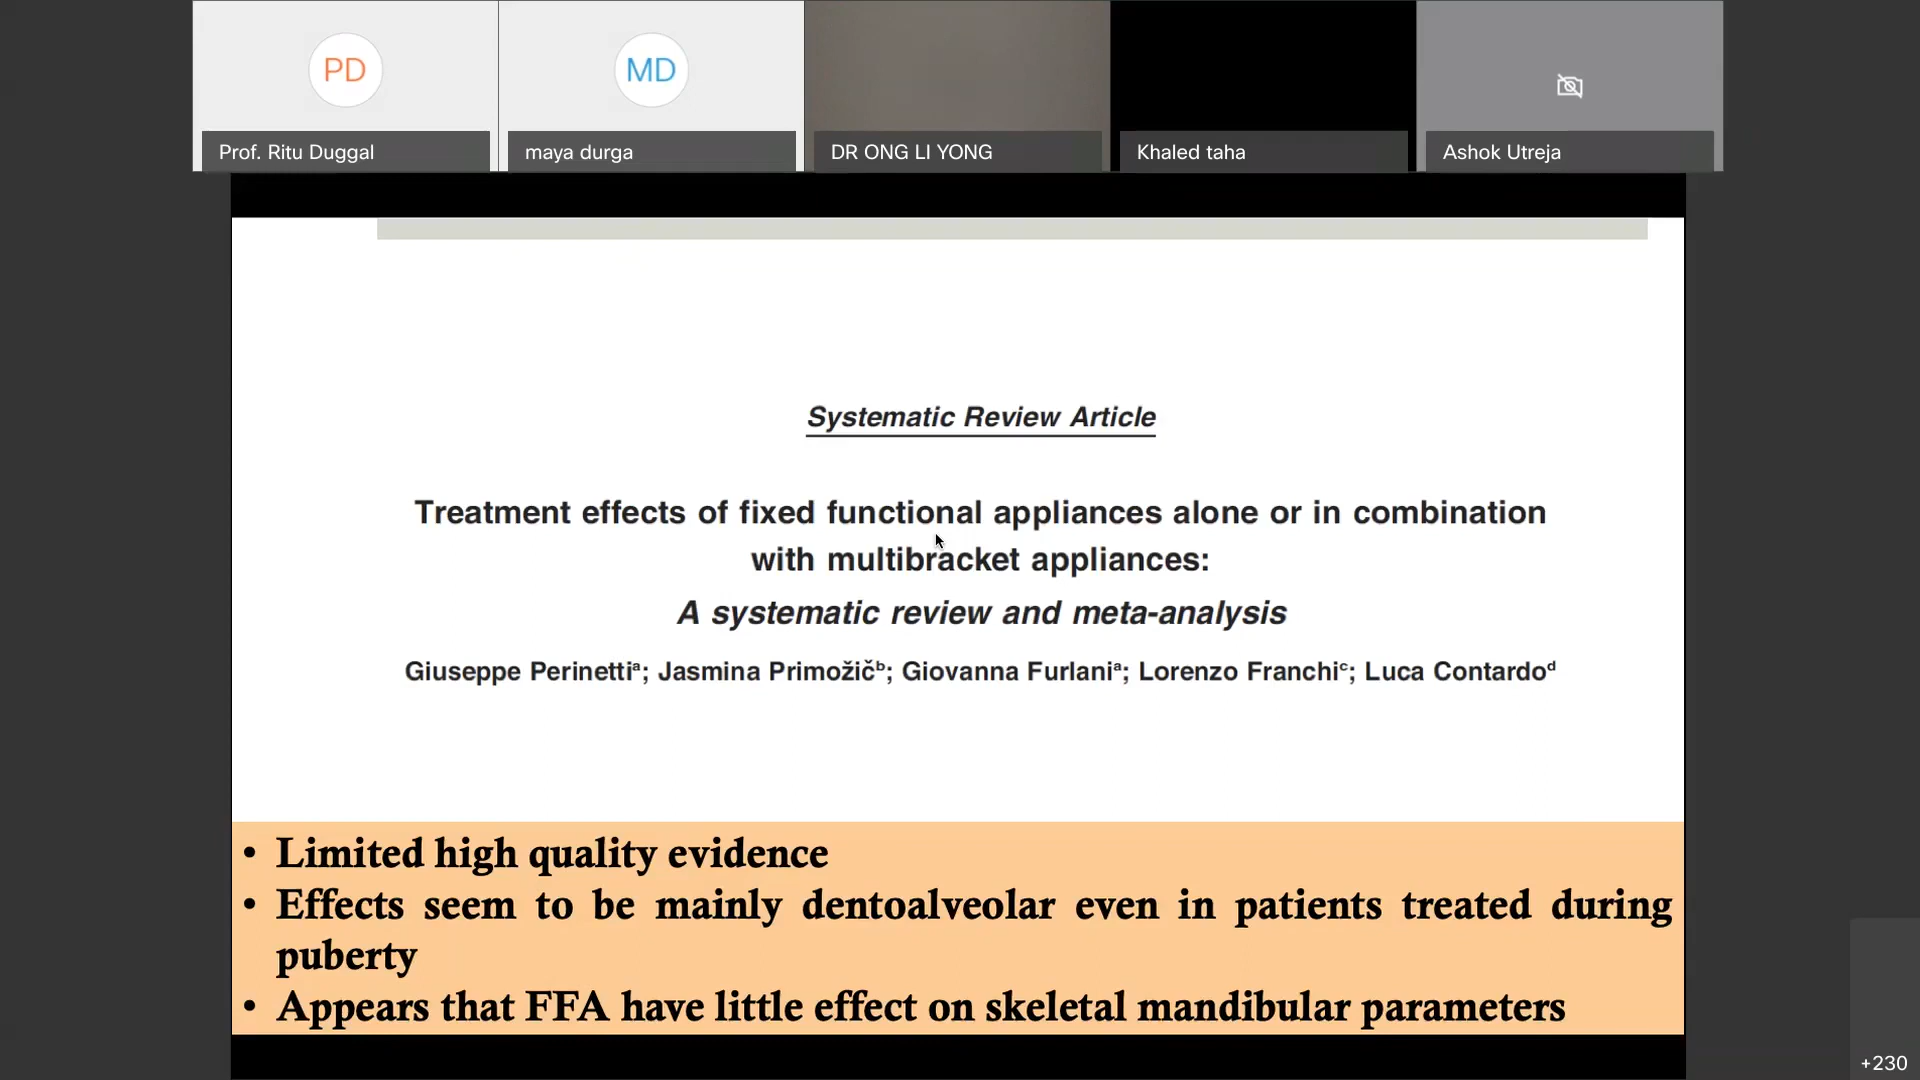 PD
MD
Prof. Ritu Duggal
maya durga
DR ONG LI YONG
Khaled taha
Ashok Utreja
Systematic Review Article
Treatment effects of fixed functional appliances alone or in combination
with multibracket appliances:
A systematic review and meta-analysis
Giuseppe Perinettiᵃ; Jasmina Primožičᵇ; Giovanna Furlaniᵃ; Lorenzo Franchiᶜ; Luca Contardoᵈ
• Limited high quality evidence
• Effects seem to be mainly dentoalveolar even in patients treated during
puberty
• Appears that FFA have little effect on skeletal mandibular parameters
+230